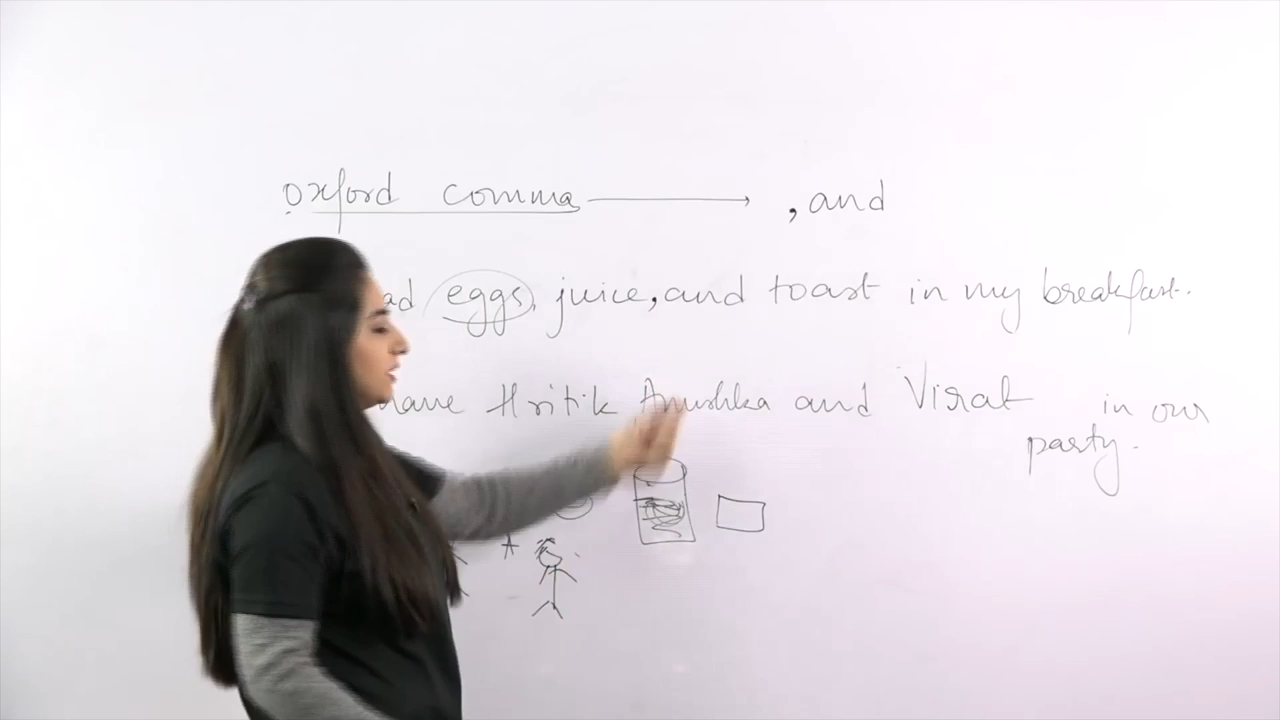 Oxford comma , and
ad eggs, juice, and toast in my breakfast.
have Hritik Anushka and Virat in our
party.
A